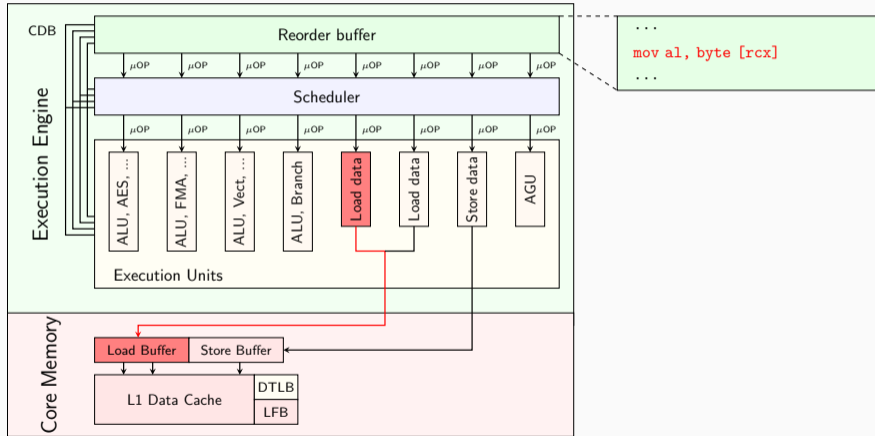 CDB
Reorder buffer
...
mov al, byte [rcx]
...
μOP μOP μOP μOP μOP μOP μOP μOP
Scheduler
μOP μOP μOP μOP μOP μOP μOP μOP
Execution Engine
ALU, AES, ...
ALU, FMA, ...
ALU, Vect, ...
ALU, Branch
Load data
Load data
Store data
AGU
Execution Units
Core Memory
Load Buffer
Store Buffer
L1 Data Cache
DTLB
LFB